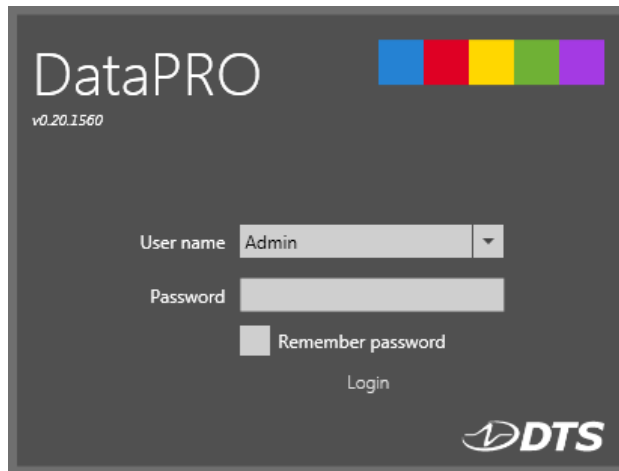 DataPRO
v0.20.1560
User name Admin
Password
Remember password
Login
DTS